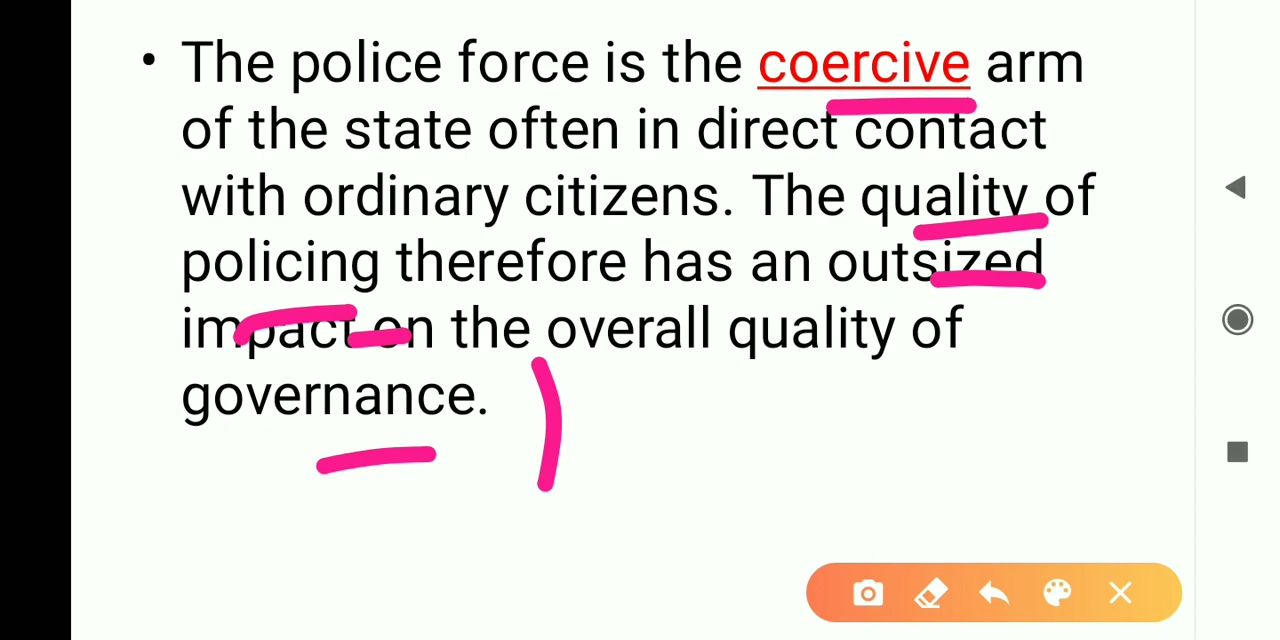 • The police force is the coercive arm
of the state often in direct contact
with ordinary citizens. The quality of
policing therefore has an outsized
impact on the overall quality of
governance.